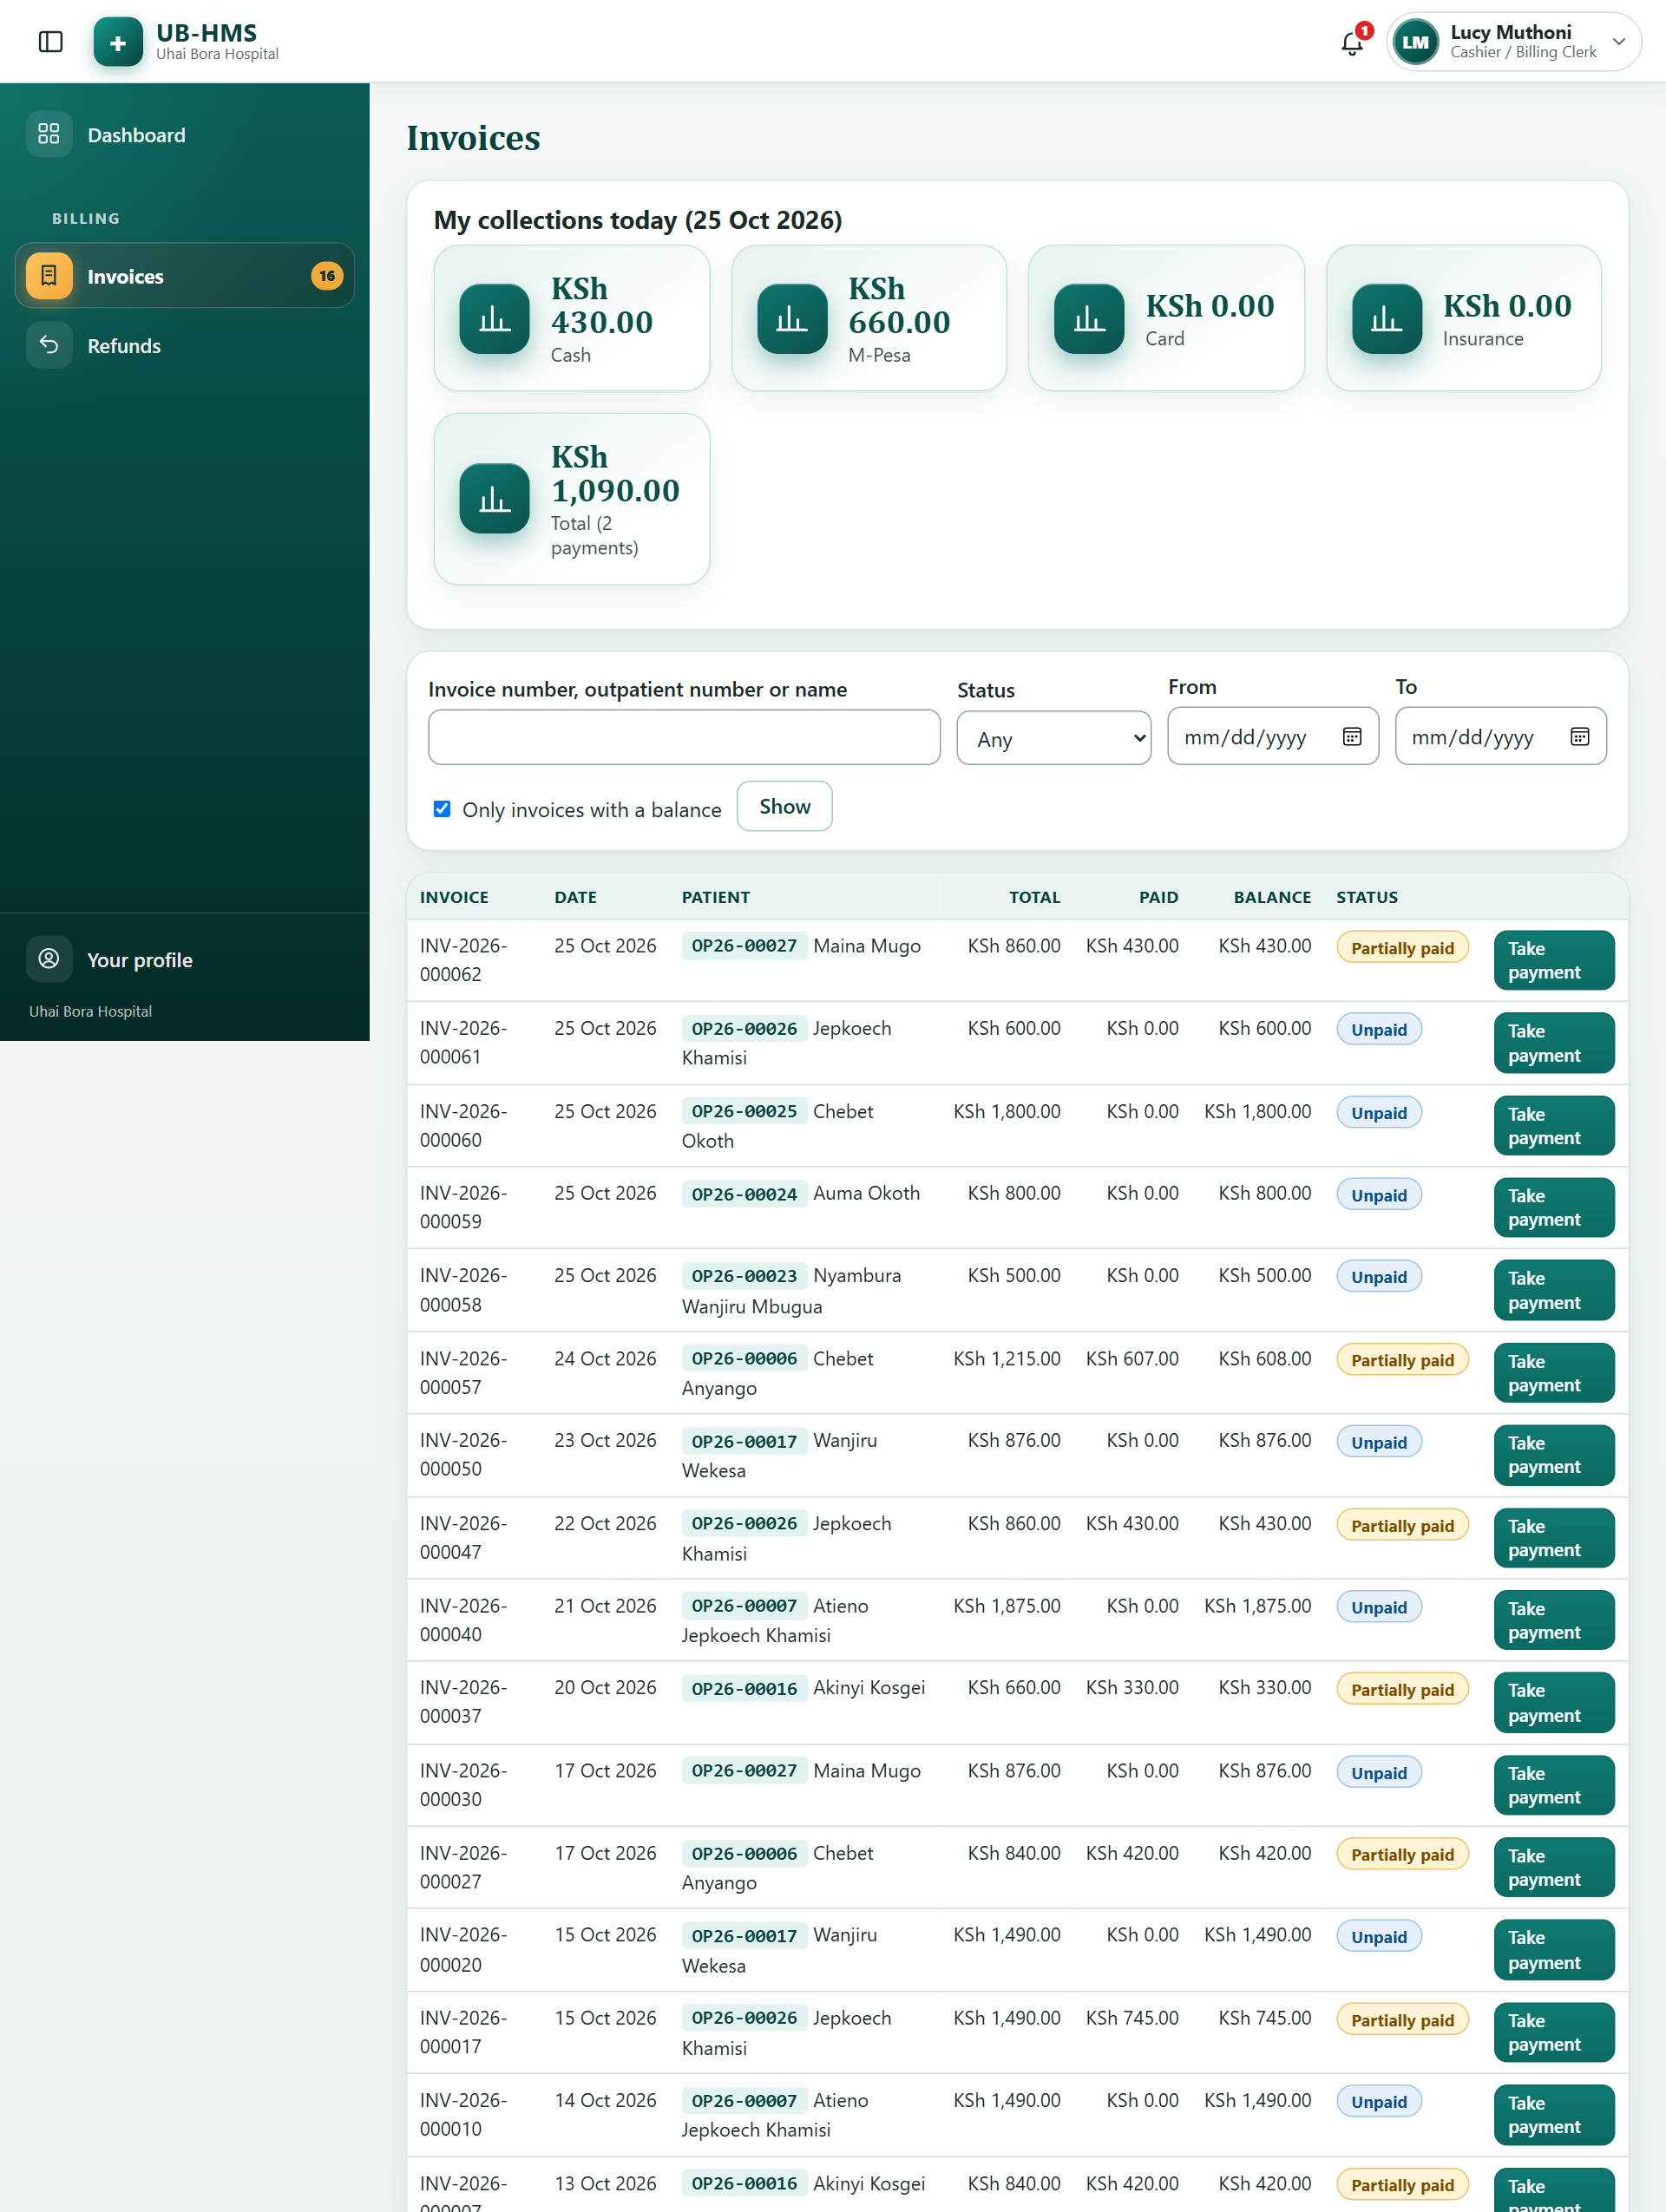 UB-HMS
Uhai Bora Hospital
1
LM
Lucy Muthoni
Cashier / Billing Clerk
Dashboard
BILLING
Invoices
16
Refunds
Your profile
Uhai Bora Hospital
Invoices
My collections today (25 Oct 2026)
KSh
430.00
Cash
KSh
660.00
M-Pesa
KSh 0.00
Card
KSh 0.00
Insurance
KSh
1,090.00
Total (2
payments)
Invoice number, outpatient number or name
Status
Any
From
mm/dd/yyyy
To
mm/dd/yyyy
Only invoices with a balance
Show
INVOICE DATE PATIENT TOTAL PAID BALANCE STATUS
INV-2026- 25 Oct 2026 OP26-00027 Maina Mugo KSh 860.00 KSh 430.00 KSh 430.00 Partially paid Take
000062 payment
INV-2026- 25 Oct 2026 OP26-00026 Jepkoech KSh 600.00 KSh 0.00 KSh 600.00 Unpaid Take
000061 Khamisi payment
INV-2026- 25 Oct 2026 OP26-00025 Chebet KSh 1,800.00 KSh 0.00 KSh 1,800.00 Unpaid Take
000060 Okoth payment
INV-2026- 25 Oct 2026 OP26-00024 Auma Okoth KSh 800.00 KSh 0.00 KSh 800.00 Unpaid Take
000059 payment
INV-2026- 25 Oct 2026 OP26-00023 Nyambura KSh 500.00 KSh 0.00 KSh 500.00 Unpaid Take
000058 Wanjiru Mbugua payment
INV-2026- 24 Oct 2026 OP26-00006 Chebet KSh 1,215.00 KSh 607.00 KSh 608.00 Partially paid Take
000057 Anyango payment
INV-2026- 23 Oct 2026 OP26-00017 Wanjiru KSh 876.00 KSh 0.00 KSh 876.00 Unpaid Take
000050 Wekesa payment
INV-2026- 22 Oct 2026 OP26-00026 Jepkoech KSh 860.00 KSh 430.00 KSh 430.00 Partially paid Take
000047 Khamisi payment
INV-2026- 21 Oct 2026 OP26-00007 Atieno KSh 1,875.00 KSh 0.00 KSh 1,875.00 Unpaid Take
000040 Jepkoech Khamisi payment
INV-2026- 20 Oct 2026 OP26-00016 Akinyi Kosgei KSh 660.00 KSh 330.00 KSh 330.00 Partially paid Take
000037 payment
INV-2026- 17 Oct 2026 OP26-00027 Maina Mugo KSh 876.00 KSh 0.00 KSh 876.00 Unpaid Take
000030 payment
INV-2026- 17 Oct 2026 OP26-00006 Chebet KSh 840.00 KSh 420.00 KSh 420.00 Partially paid Take
000027 Anyango payment
INV-2026- 15 Oct 2026 OP26-00017 Wanjiru KSh 1,490.00 KSh 0.00 KSh 1,490.00 Unpaid Take
000020 Wekesa payment
INV-2026- 15 Oct 2026 OP26-00026 Jepkoech KSh 1,490.00 KSh 745.00 KSh 745.00 Partially paid Take
000017 Khamisi payment
INV-2026- 14 Oct 2026 OP26-00007 Atieno KSh 1,490.00 KSh 0.00 KSh 1,490.00 Unpaid Take
000010 Jepkoech Khamisi payment
INV-2026- 13 Oct 2026 OP26-00016 Akinyi Kosgei KSh 840.00 KSh 420.00 KSh 420.00 Partially paid Take
000007 payment